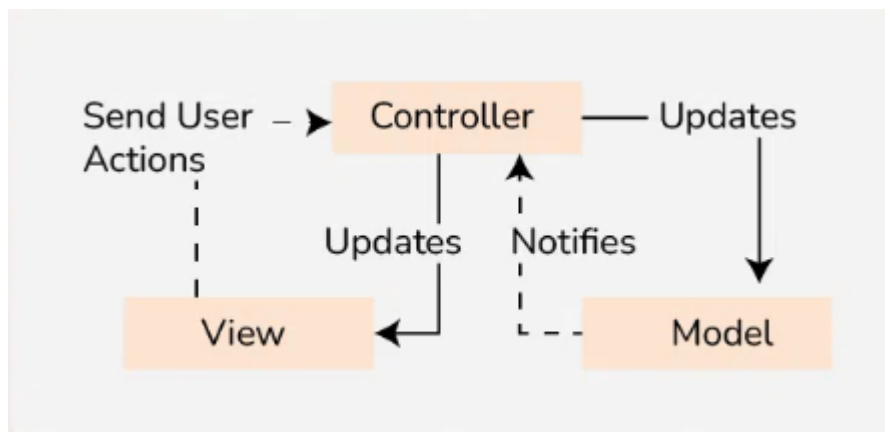 Send User
Actions
Controller
Updates
Updates
Notifies
View
Model